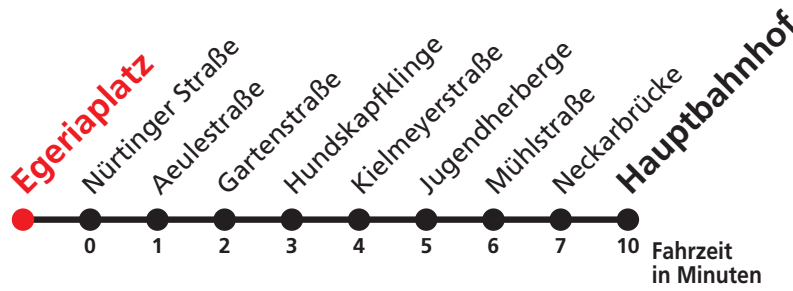 Egeriaplatz
Nürtinger Straße
Aeulestraße
Gartenstraße
Hundskapfklinge
Kielmeyerstraße
Jugendherberge
Mühlstraße
Neckarbrücke
Hauptbahnhof
0 1 2 3 4 5 6 7 10
Fahrzeit
in Minuten